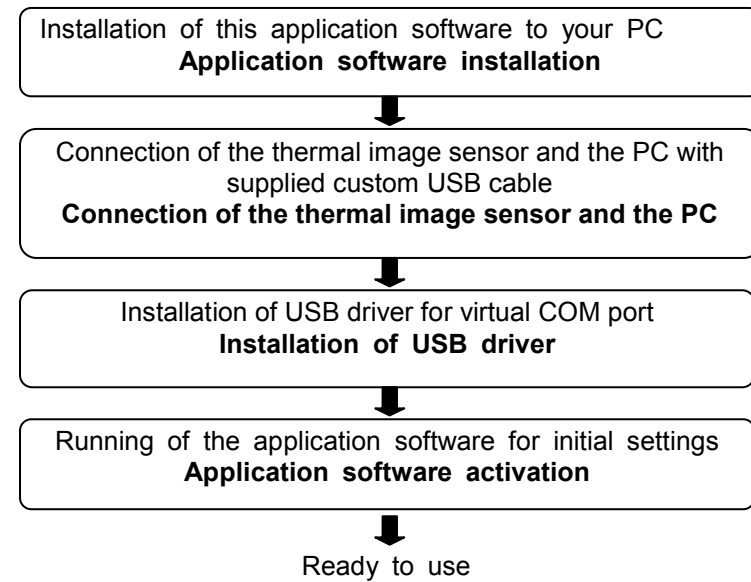 Installation of this application software to your PC
Application software installation
Connection of the thermal image sensor and the PC with
supplied custom USB cable
Connection of the thermal image sensor and the PC
Installation of USB driver for virtual COM port
Installation of USB driver
Running of the application software for initial settings
Application software activation
Ready to use